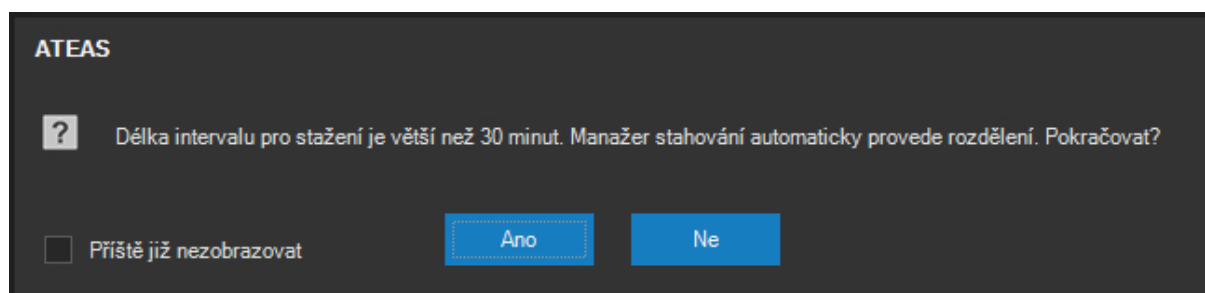 ATEAS
? Délka intervalu pro stažení je větší než 30 minut. Manažer stahování automaticky provede rozdělení. Pokračovat?
Příště již nezobrazovat Ano Ne